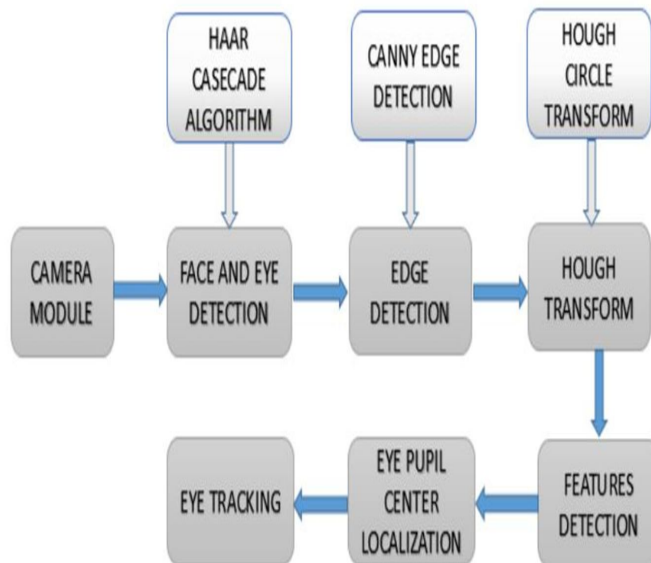 HAAR
CASECADE
ALGORITHM
CANNY EDGE
DETECTION
HOUGH
CIRCLE
TRANSFORM
CAMERA
MODULE
FACE AND EYE
DETECTION
EDGE
DETECTION
HOUGH
TRANSFORM
EYE TRACKING
EYE PUPIL
CENTER
LOCALIZATION
FEATURES
DETECTION